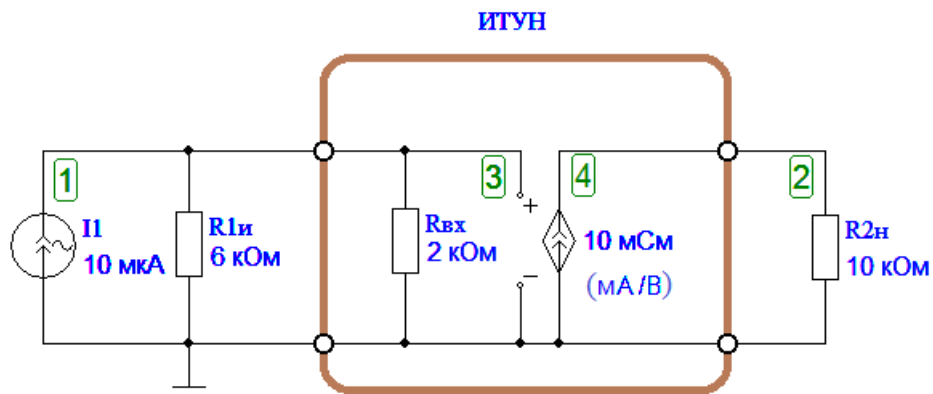 ИТУН
1
I1
10 мкА
R1и
6 кОм
Rвх
2 кОм
3
+
−
4
10 мСм
(мА/В)
2
R2н
10 кОм